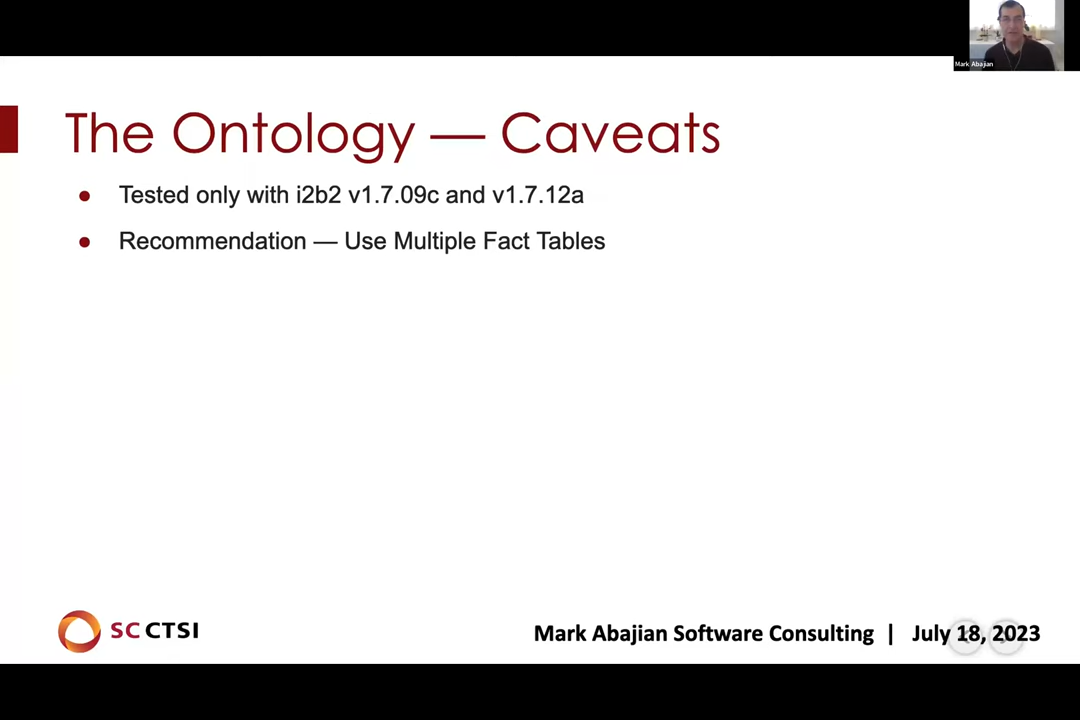 Mark Abajian
The Ontology — Caveats
● Tested only with i2b2 v1.7.09c and v1.7.12a
● Recommendation — Use Multiple Fact Tables
SC CTSI
Mark Abajian Software Consulting | July 18, 2023